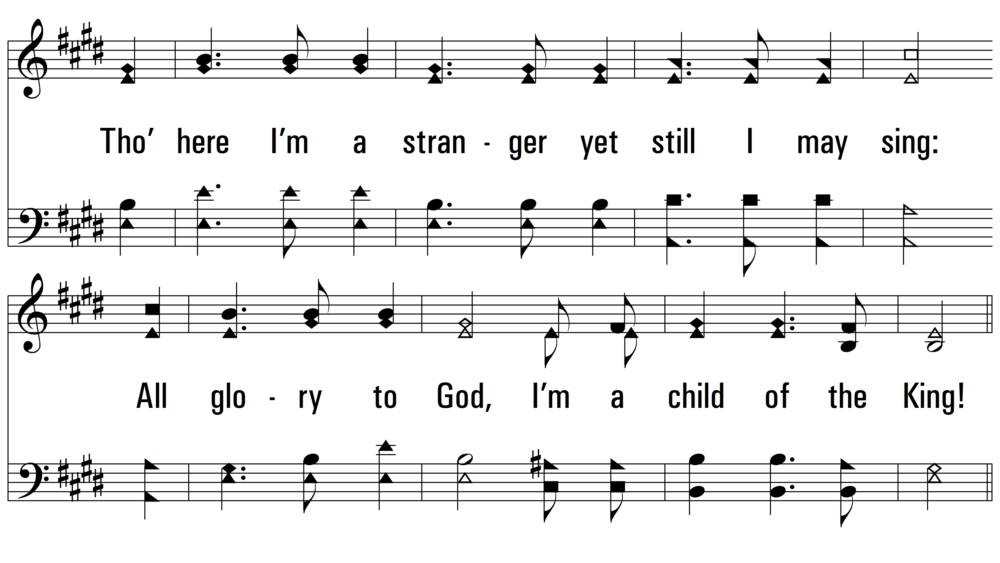 Tho’ here I’m a stran - ger yet still I may sing:
All glo - ry to God, I’m a child of the King!